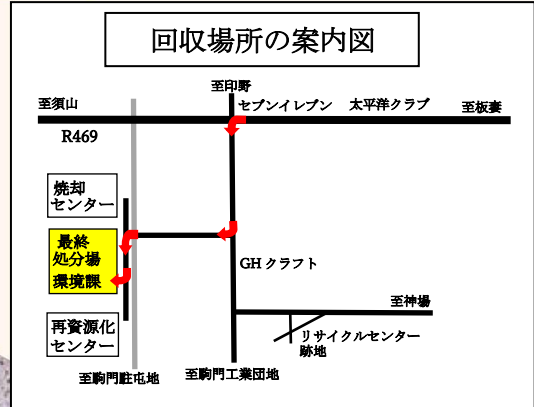 回収場所の案内図
至印野
至須山
セブンイレブン
太平洋クラブ
至板妻
R469
焼却
センター
最終
処分場
環境課
GHクラフト
至神場
再資源化
センター
リサイクルセンター
跡地
至駒門駐屯地
至駒門工業団地